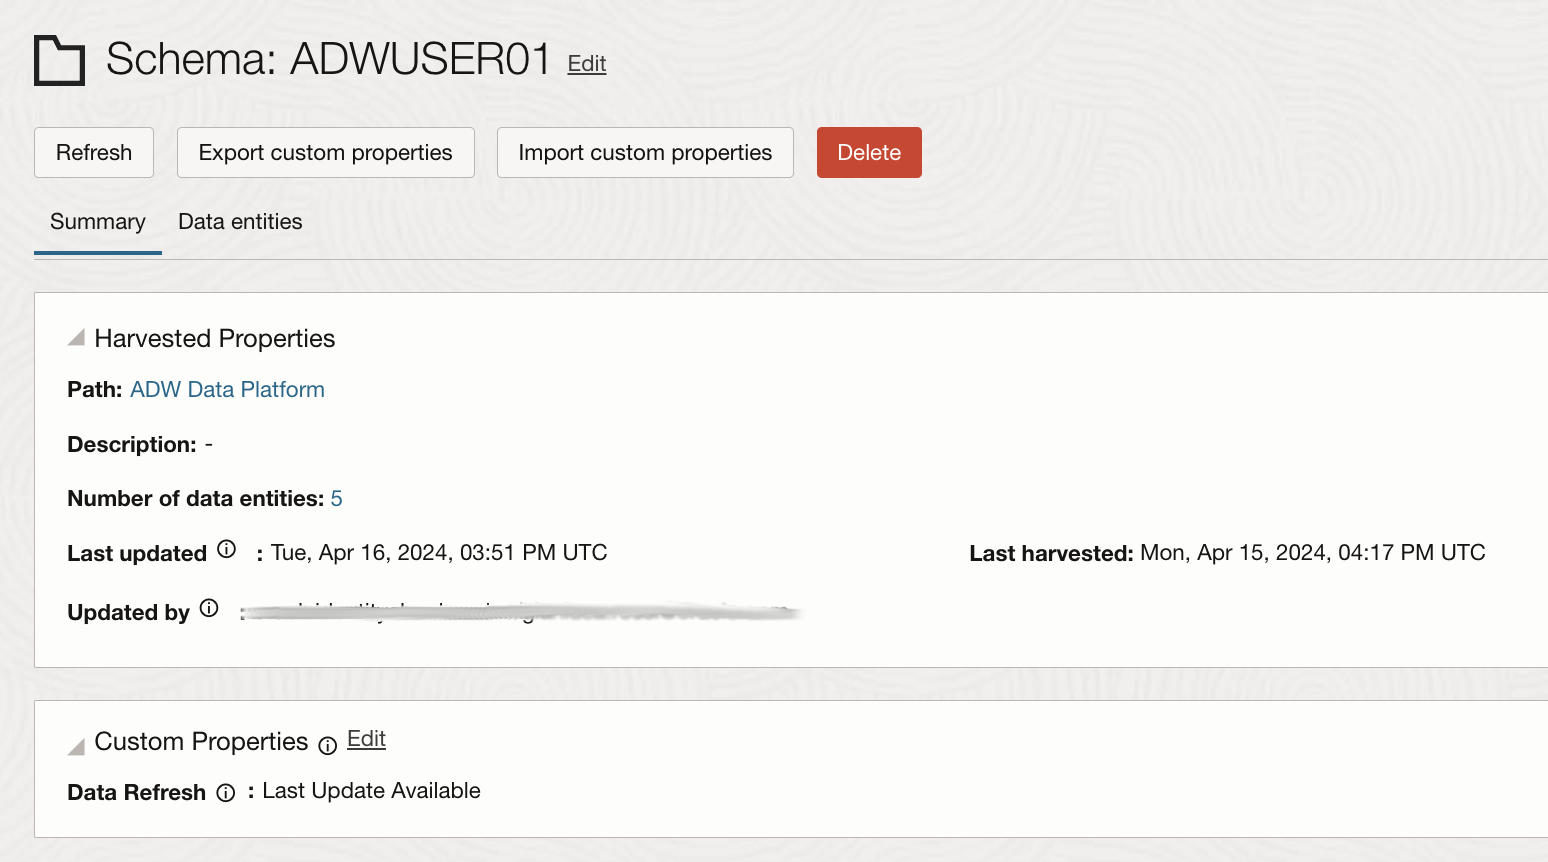 Schema: ADWUSER01 Edit
Refresh Export custom properties Import custom properties Delete
Summary Data entities
Harvested Properties
Path: ADW Data Platform
Description: -
Number of data entities: 5
Last updated : Tue, Apr 16, 2024, 03:51 PM UTC Last harvested: Mon, Apr 15, 2024, 04:17 PM UTC
Updated by :
Custom Properties Edit
Data Refresh : Last Update Available